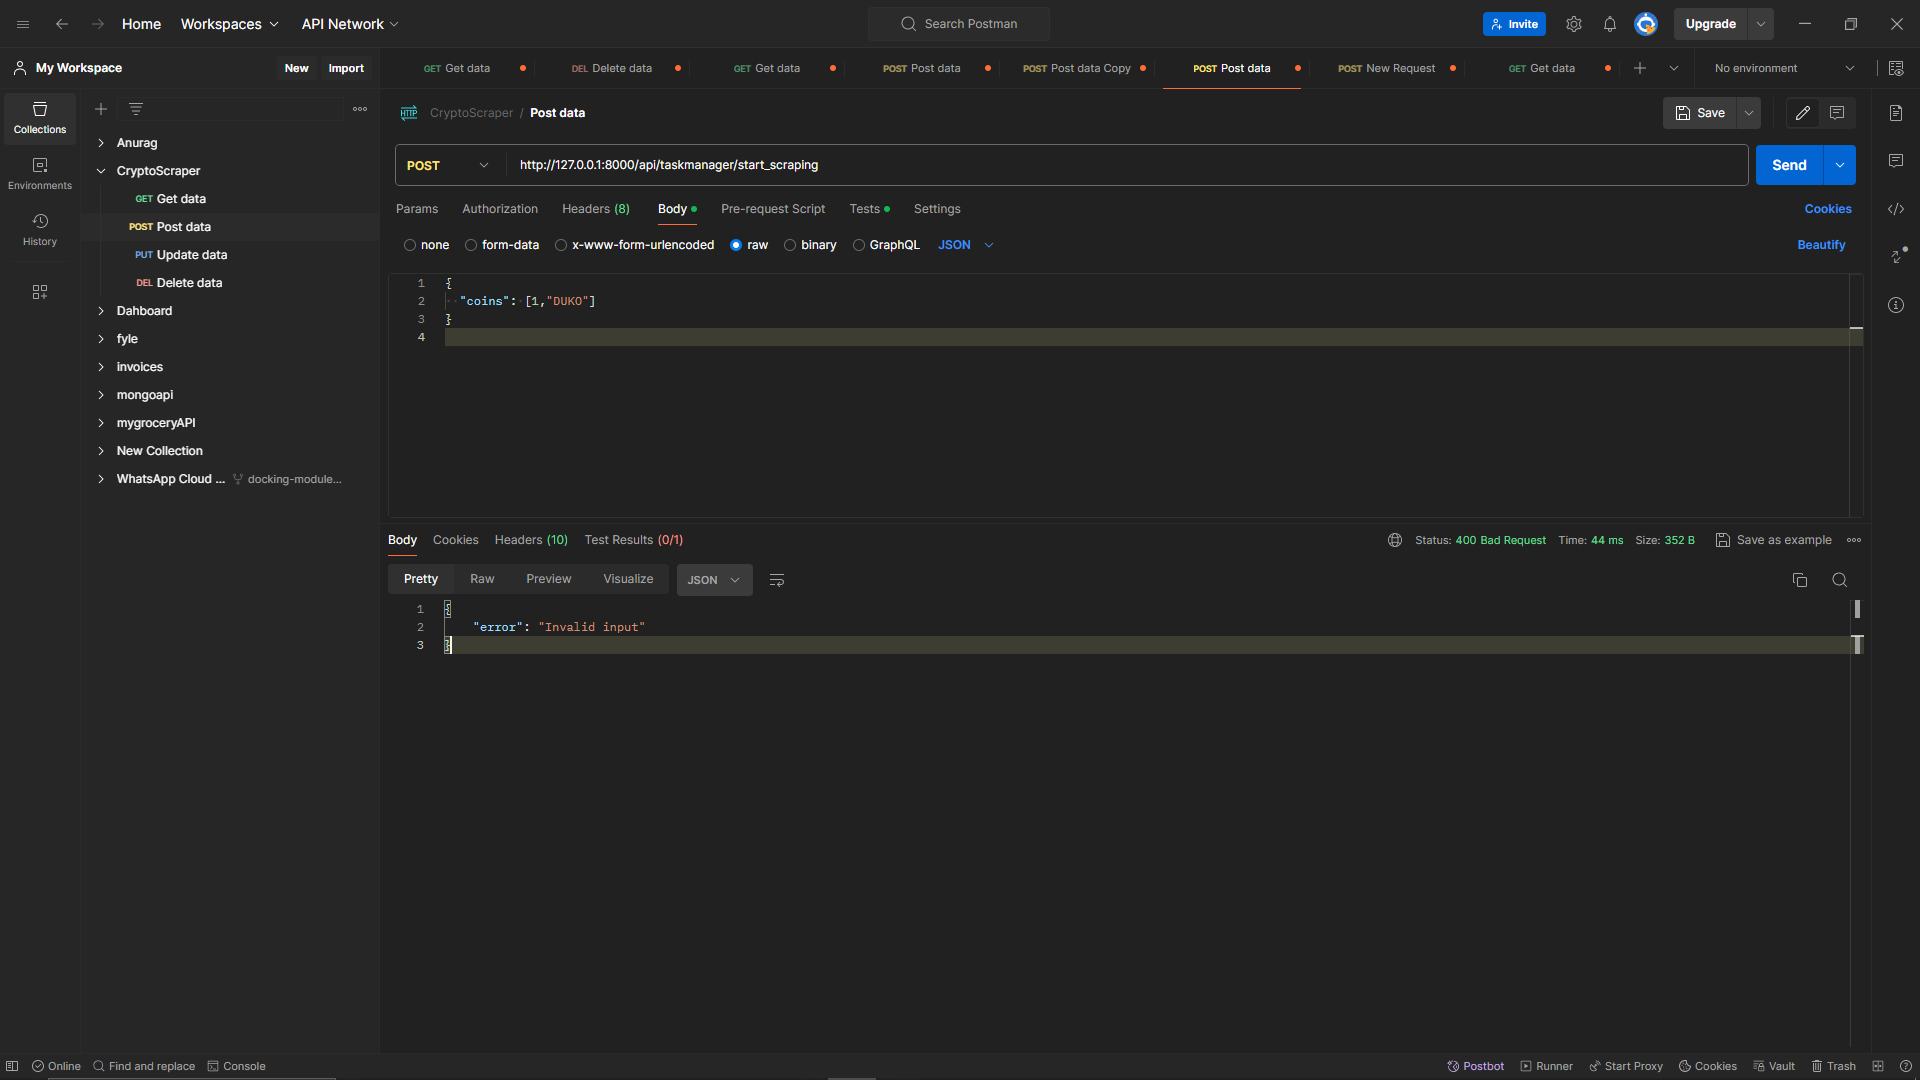 Home Workspaces API Network Search Postman Invite Upgrade
My Workspace New Import GET Get data DEL Delete data GET Get data POST Post data POST Post data Copy POST Post data POST New Request GET Get data No environment
Collections
Environments
History
Anurag
CryptoScraper
GET Get data
POST Post data
PUT Update data
DEL Delete data
Dahboard
fyle
invoices
mongoapi
mygroceryAPI
New Collection
WhatsApp Cloud ... docking-module...
HTTP CryptoScraper / Post data Save
POST http://127.0.0.1:8000/api/taskmanager/start_scraping Send
Params Authorization Headers (8) Body Pre-request Script Tests Settings Cookies
none form-data x-www-form-urlencoded raw binary GraphQL JSON Beautify
1 {
2 "coins": [1,"DUKO"]
3 }
4
Body Cookies Headers (10) Test Results (0/1) Status: 400 Bad Request Time: 44 ms Size: 352 B Save as example
Pretty Raw Preview Visualize JSON
1 {
2 "error": "Invalid input"
3 }
Online Find and replace Console Postbot Runner Start Proxy Cookies Vault Trash